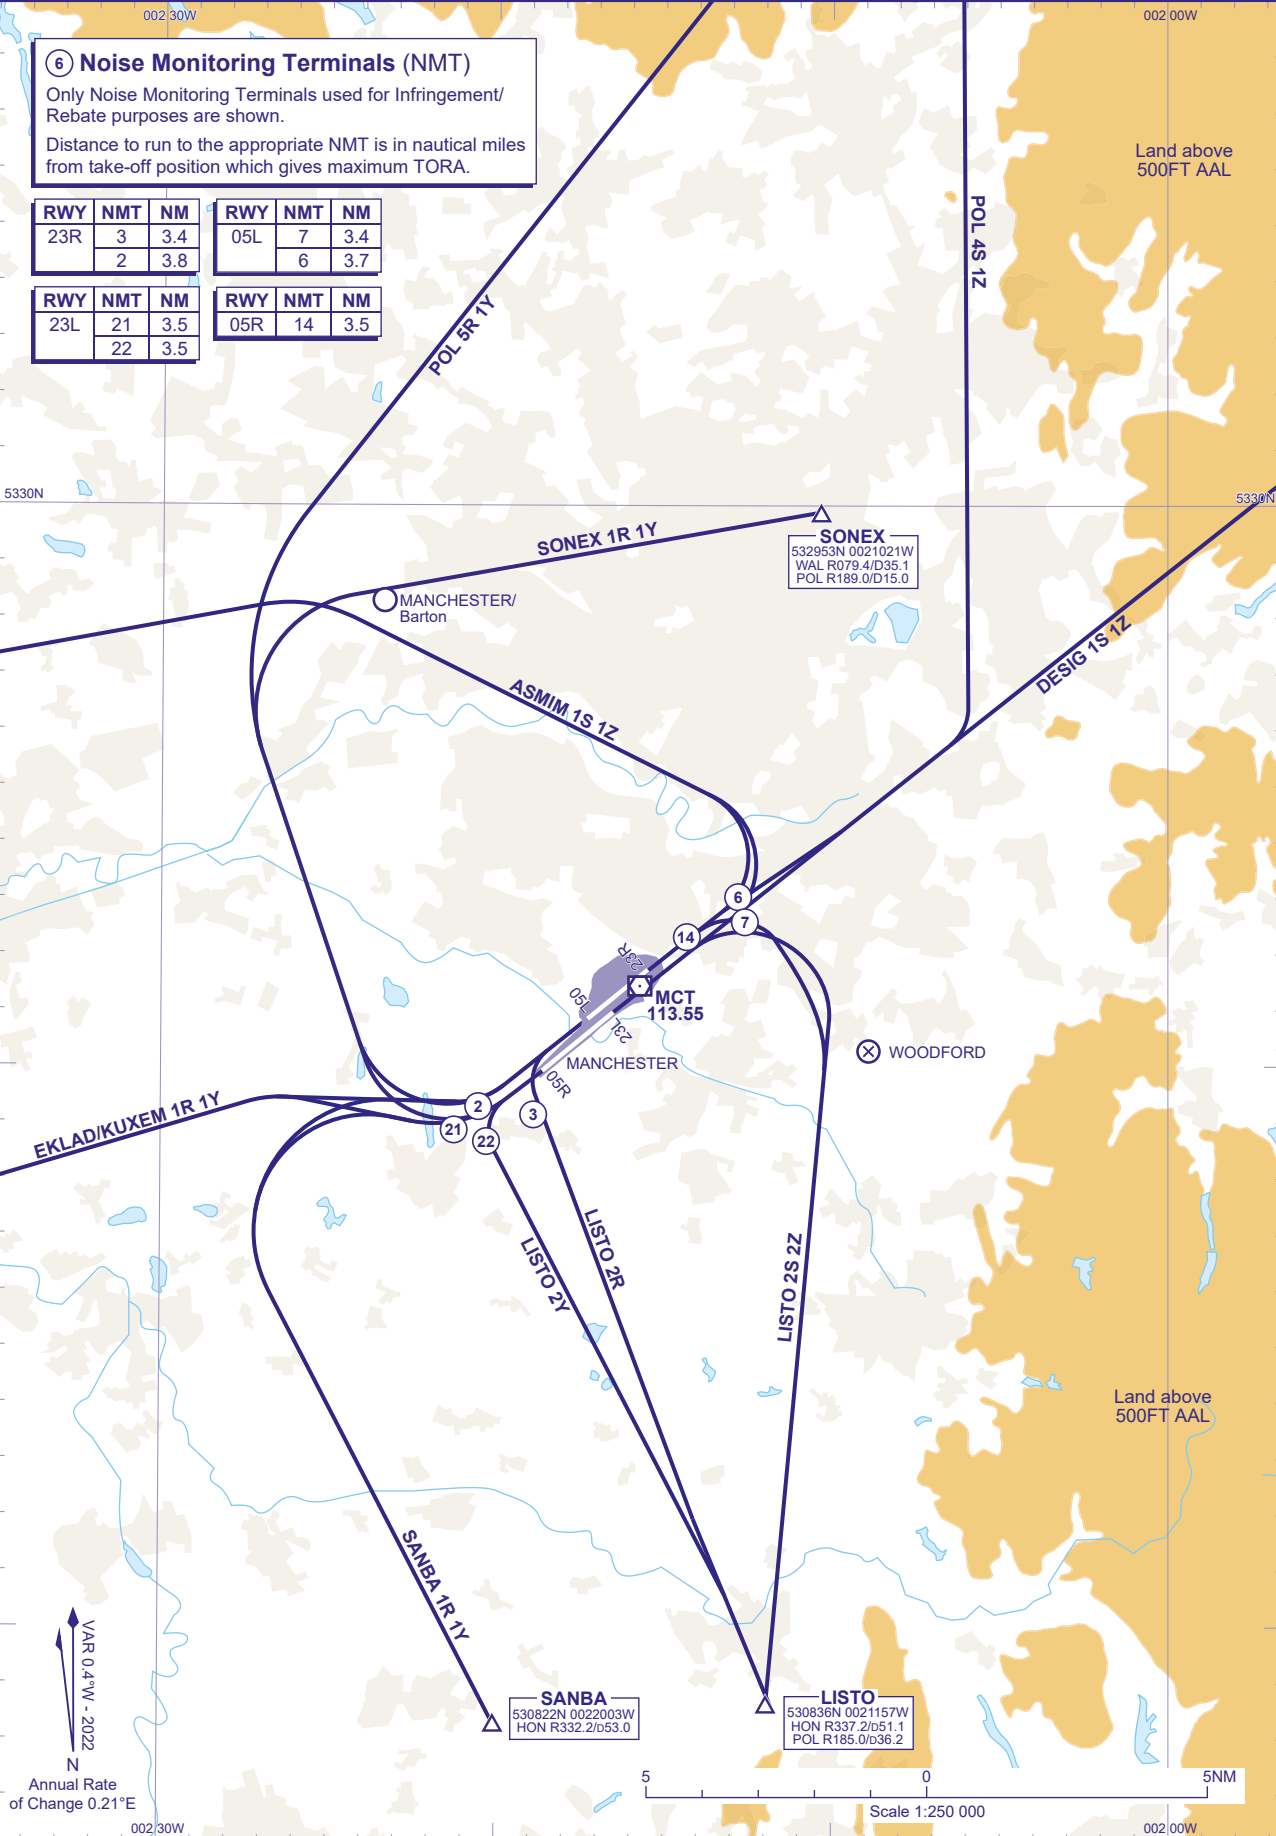 002 30W
002 00W
6 Noise Monitoring Terminals (NMT)
Only Noise Monitoring Terminals used for Infringement/
Rebate purposes are shown.
Distance to run to the appropriate NMT is in nautical miles
from take-off position which gives maximum TORA.
RWY NMT NM
23R 3 3.4
2 3.8
RWY NMT NM
05L 7 3.4
6 3.7
RWY NMT NM
23L 21 3.5
22 3.5
RWY NMT NM
05R 14 3.5
Land above
500FT AAL
POL 4S 1Z
POL 5R 1Y
5330N
5330N
SONEX 1R 1Y
SONEX
532953N 0021021W
WAL R079.4/D35.1
POL R189.0/D15.0
MANCHESTER/
Barton
DESIG 1S 1Z
ASMIM 1S 1Z
6
7
14
23R
05L
MCT
113.55
23L
MANCHESTER
05R
WOODFORD
EKLAD/KUXEM 1R 1Y
2
3
21
22
LISTO 2R
LISTO 2Y
LISTO 2S 2Z
Land above
500FT AAL
SANBA 1R 1Y
VAR 0.4°W - 2022
N
Annual Rate
of Change 0.21°E
SANBA
530822N 0022003W
HON R332.2/D53.0
LISTO
530836N 0021157W
HON R337.2/D51.1
POL R185.0/D36.2
5 0 5NM
Scale 1:250 000
002 30W
002 00W